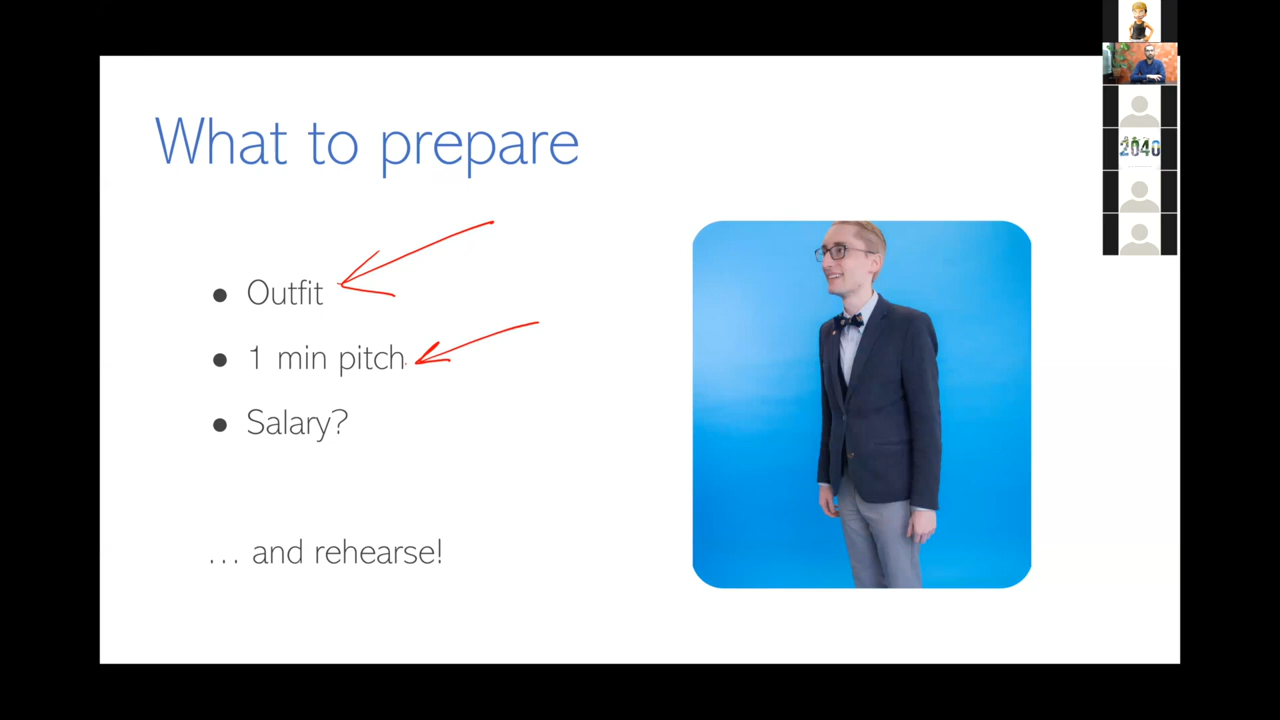 What to prepare
● Outfit
● 1 min pitch
● Salary?
... and rehearse!
2040